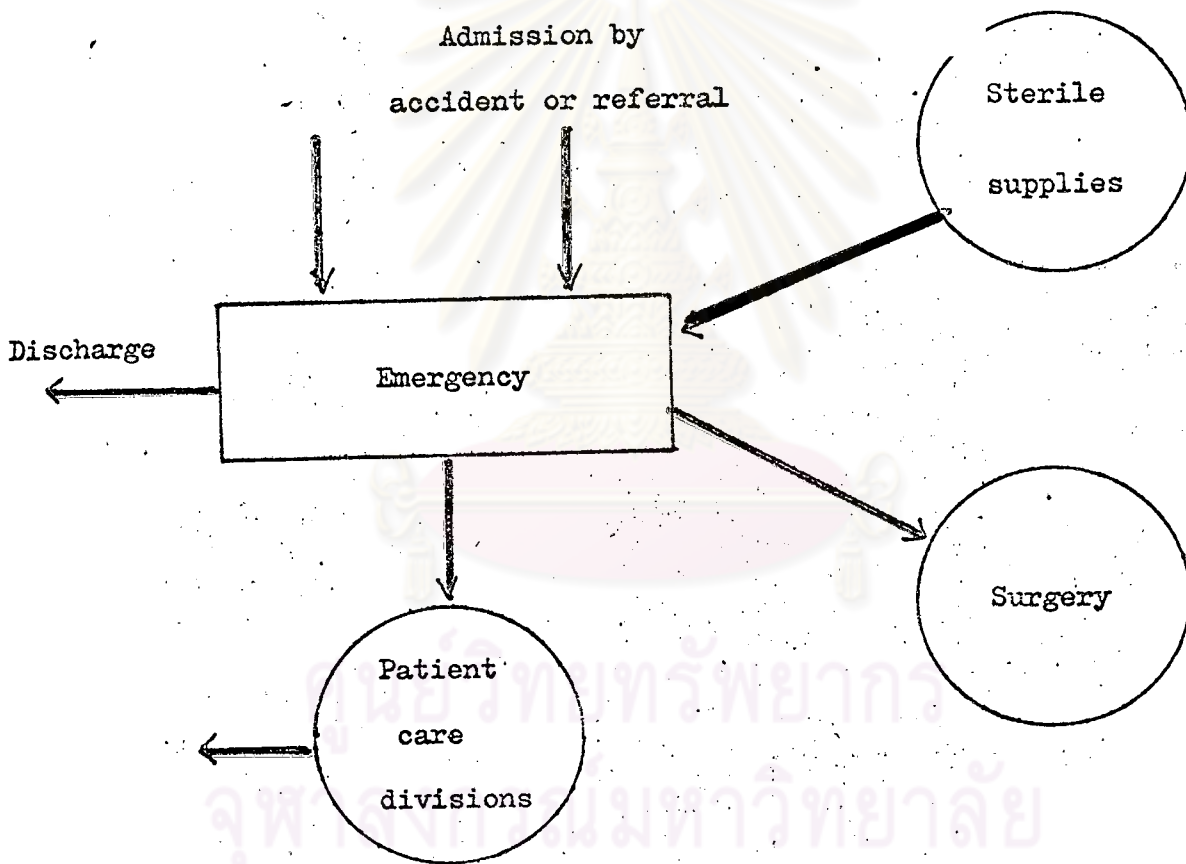 Admission by
accident or referral
Sterile
supplies
Discharge
Emergency
Surgery
Patient
care
divisions
ศูนย์วิทยทรัพยากร
จุฬาลงกรณ์มหาวิทยาลัย